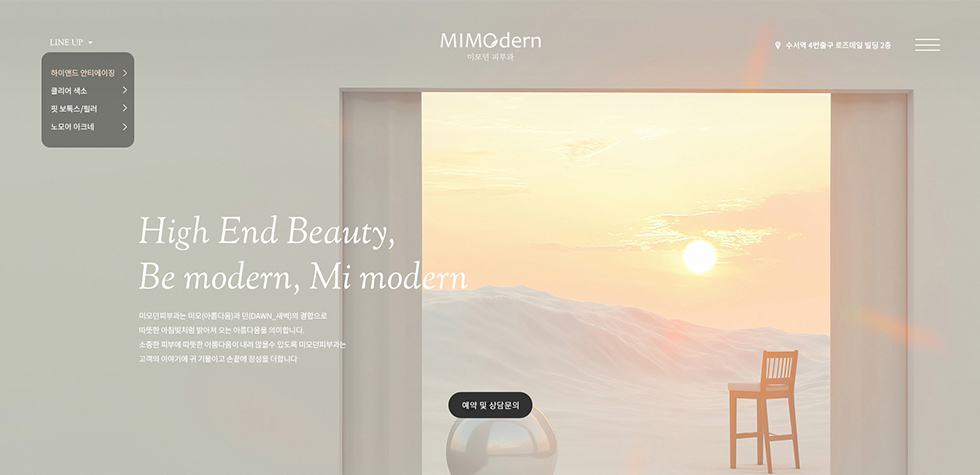 LINE UP
MIMOdern
미모던 피부과
수서역 4번출구 로즈데일 빌딩 2층
하이앤드 안티에이징
클리어 색소
핏 보톡스/필러
노모어 아크네
High End Beauty,
Be modern, Mi modern
미모던피부과는 미모(아름다움)과 던(DAWN_새벽)의 결합으로
따뜻한 아침빛처럼 밝아져 오는 아름다움을 의미합니다.
소중한 피부에 따뜻한 아름다움이 내려 앉을수 있도록 미모던피부과는
고객의 이야기에 귀 기울이고 손끝에 정성을 더합니다
예약 및 상담문의